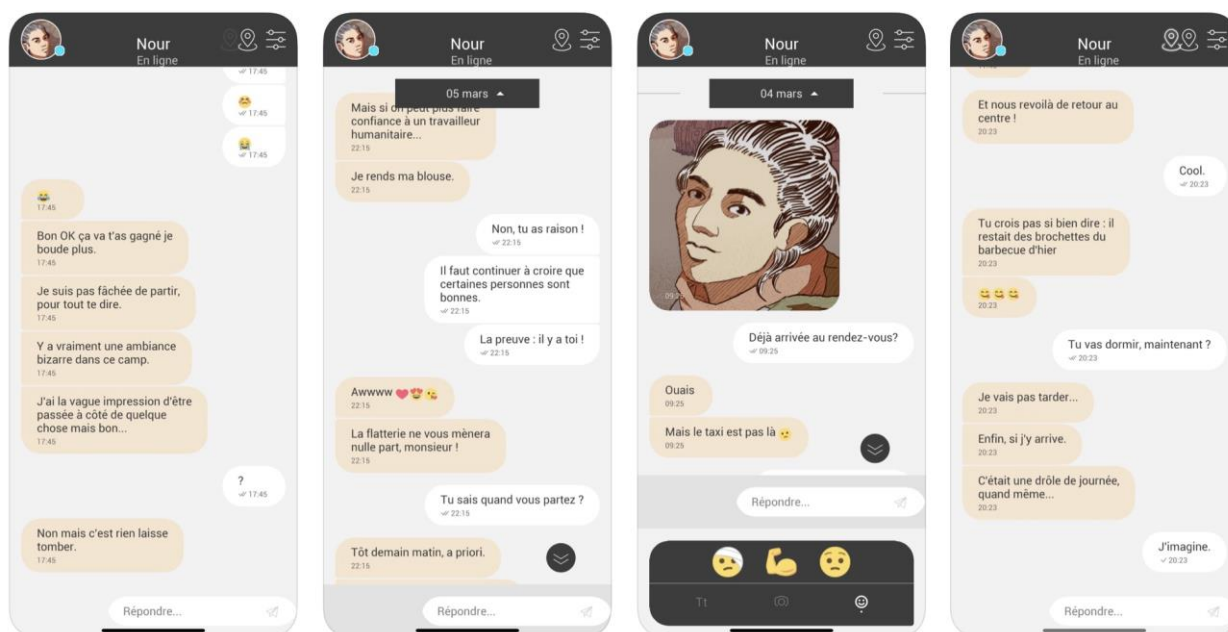 Nour
En ligne
17:45
17:45
17:45
17:45
Bon OK ça va t'as gagné je
boude plus.
17:45
Je suis pas fâchée de partir,
pour tout te dire.
17:45
Y a vraiment une ambiance
bizarre dans ce camp.
17:45
J'ai la vague impression d'être
passée à côté de quelque
chose mais bon...
17:45
?
17:45
Non mais c'est rien laisse
tomber.
17:45
Répondre...
Nour
En ligne
05 mars
Mais si on peut plus faire
confiance à un travailleur
humanitaire...
22:15
Je rends ma blouse.
22:15
Non, tu as raison !
22:15
Il faut continuer à croire que
certaines personnes sont
bonnes.
22:15
La preuve : il y a toi !
22:15
Awwww
22:15
La flatterie ne vous mènera
nulle part, monsieur !
22:15
Tu sais quand vous partez ?
22:15
Tôt demain matin, a priori.
22:15
Répondre...
Nour
En ligne
04 mars
09:25
Déjà arrivée au rendez-vous?
09:25
Ouais
09:25
Mais le taxi est pas là
09:25
Répondre...
Tt
Nour
En ligne
Et nous revoilà de retour au
centre !
20:23
Cool.
20:23
Tu crois pas si bien dire : il
restait des brochettes du
barbecue d'hier
20:23
20:23
Tu vas dormir, maintenant ?
20:23
Je vais pas tarder...
20:23
Enfin, si j'y arrive.
20:23
C'était une drôle de journée,
quand même...
20:23
J'imagine.
20:23
Répondre...